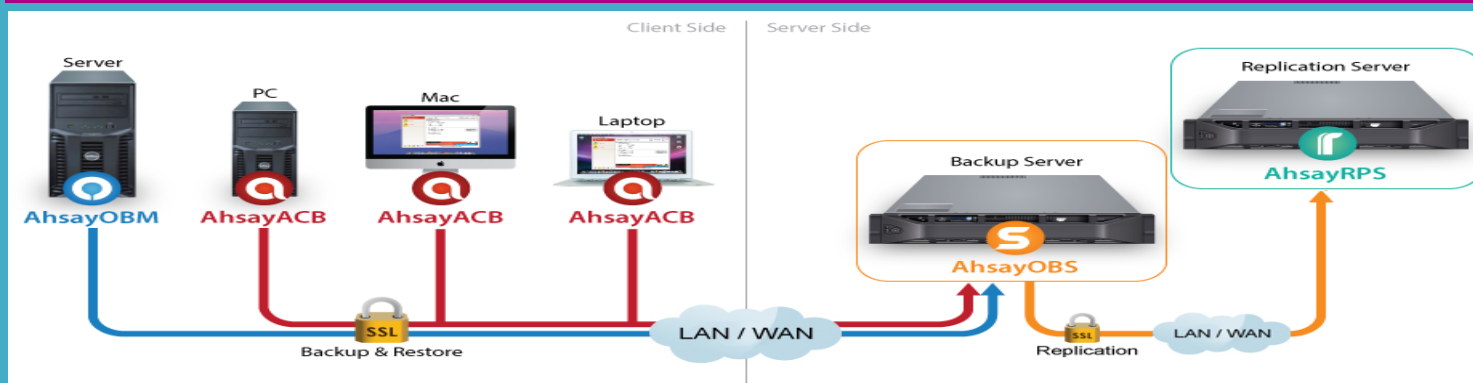 Client Side
Server Side
Server
PC
Mac
Laptop
AhsayOBM
AhsayACB
AhsayACB
AhsayACB
Backup Server
AhsayOBS
Replication Server
AhsayRPS
SSL
Backup & Restore
LAN / WAN
SSL
Replication
LAN / WAN